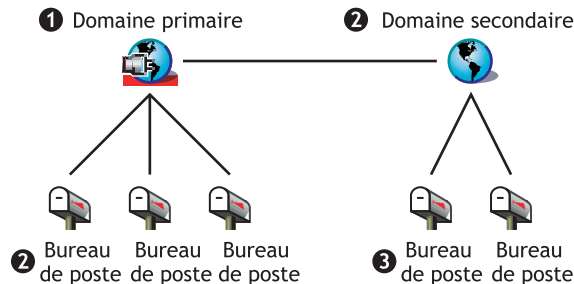 ❶ Domaine primaire
❷ Domaine secondaire
❷ Bureau de poste
Bureau de poste
Bureau de poste
❸ Bureau de poste
Bureau de poste